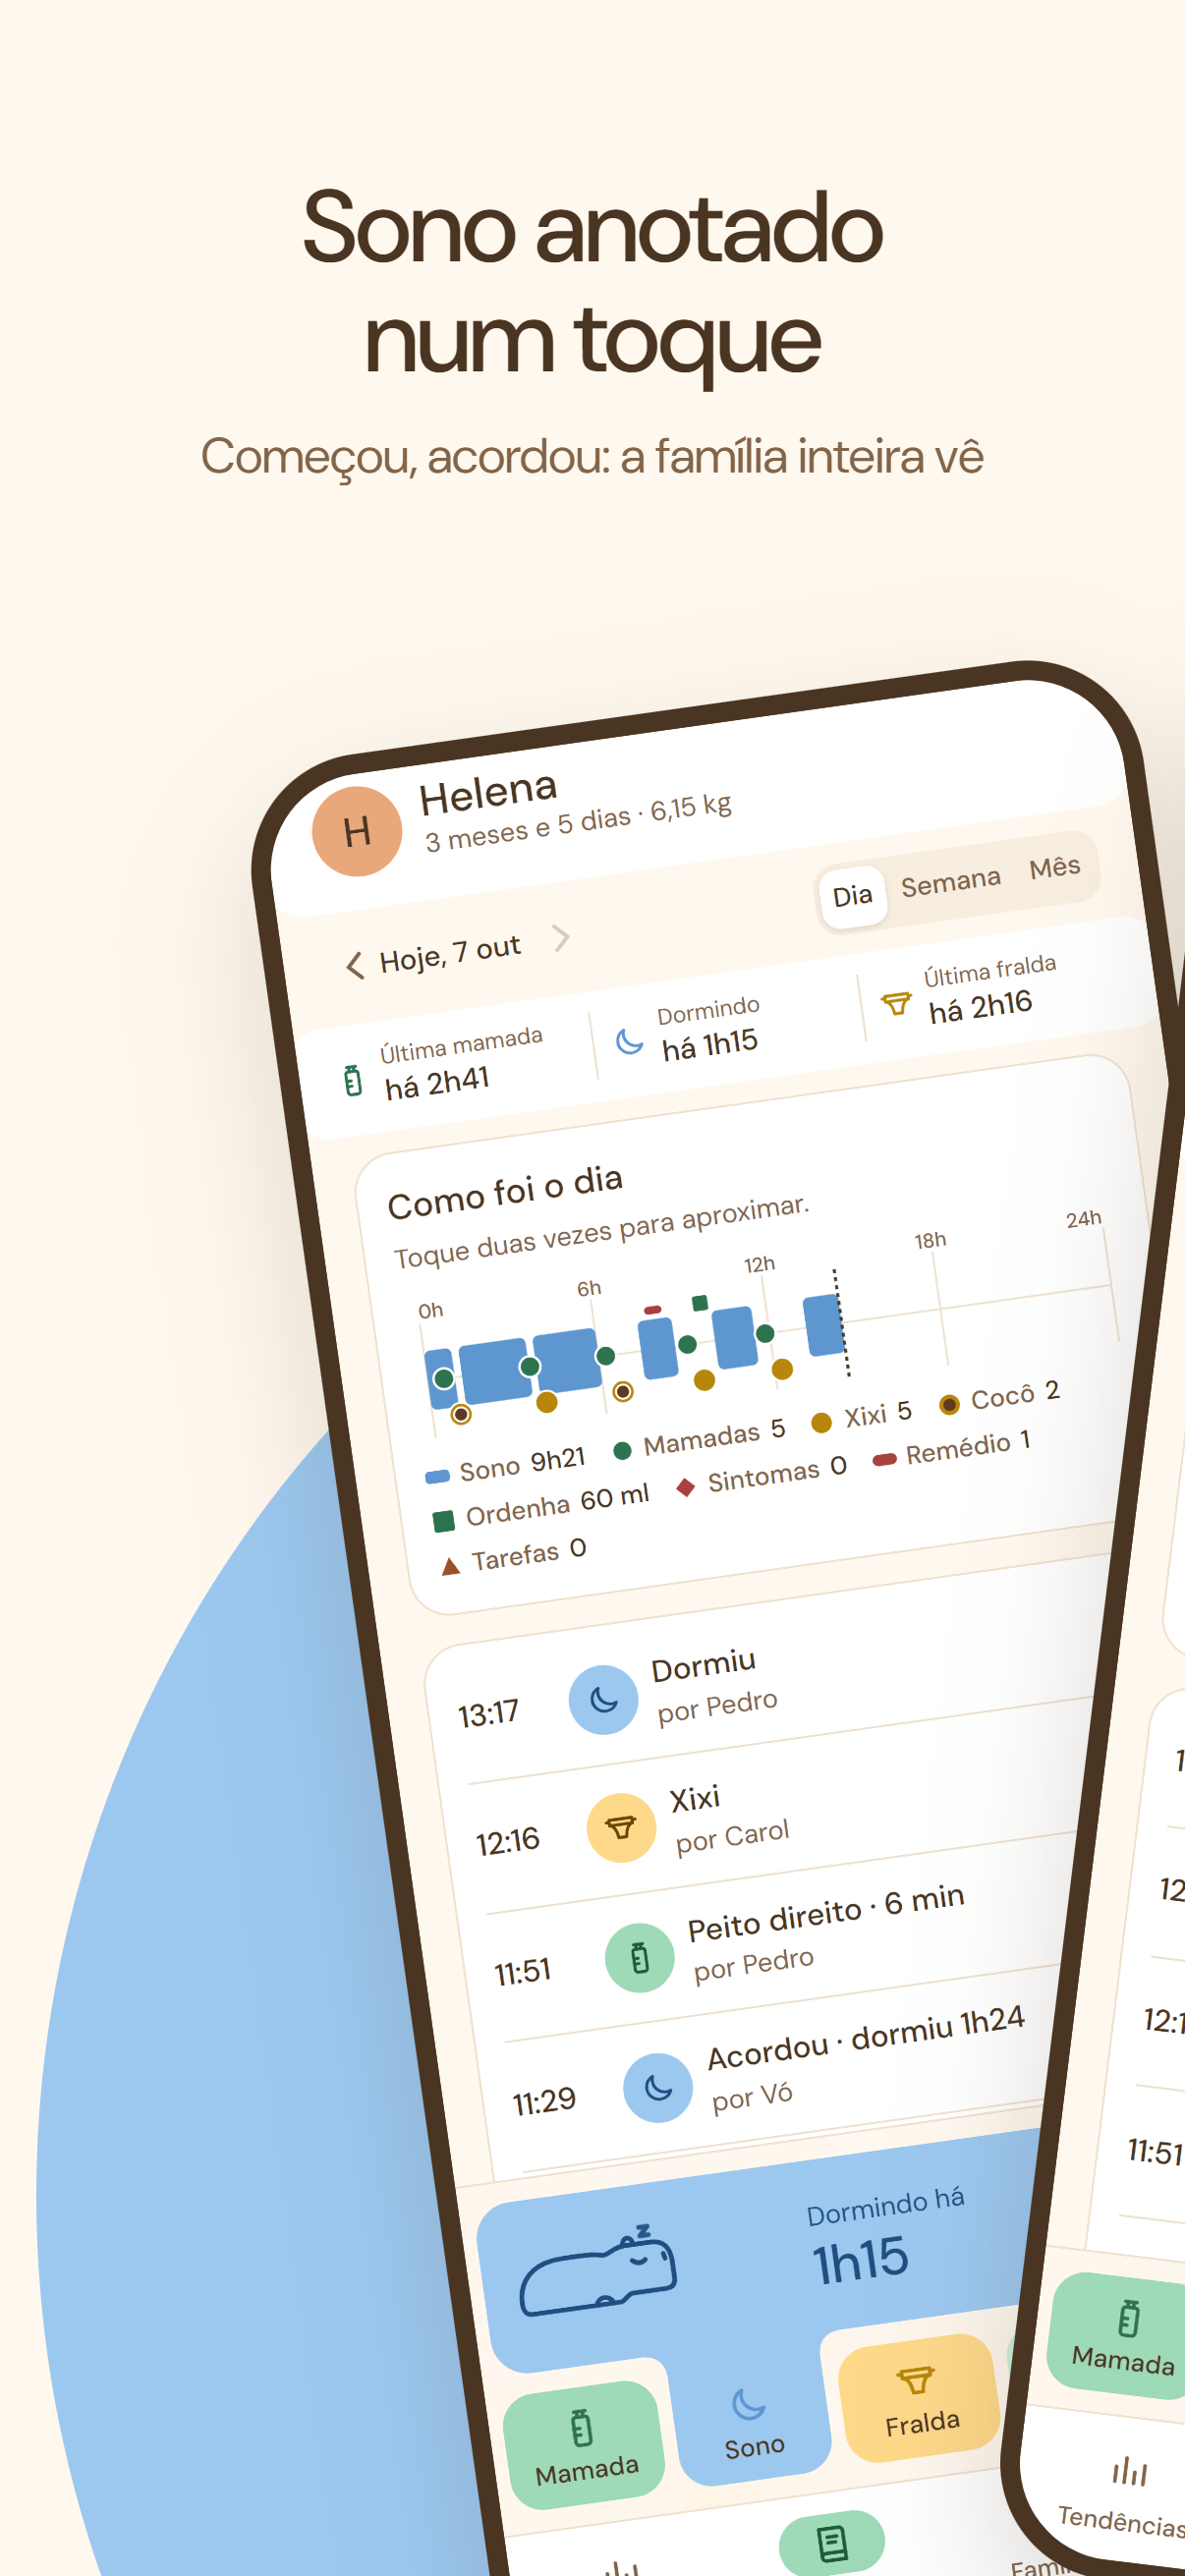 Sono anotado
num toque
Começou, acordou: a família inteira vê
H
Helena
3 meses e 5 dias · 6,15 kg
Hoje, 7 out
Dia Semana Mês
Última mamada
há 2h41
Dormindo
há 1h15
Última fralda
há 2h16
Como foi o dia
Toque duas vezes para aproximar.
0h 6h 12h 18h 24h
Sono 9h21 Mamadas 5 Xixi 5 Cocô 2
Ordenha 60 ml Sintomas 0 Remédio 1
Tarefas 0
13:17 Dormiu
por Pedro
12:16 Xixi
por Carol
11:51 Peito direito · 6 min
por Pedro
11:29 Acordou · dormiu 1h24
por Vó
z
Dormindo há
1h15
Mamada
Sono
Fralda
11:51
Mamada
Tendências